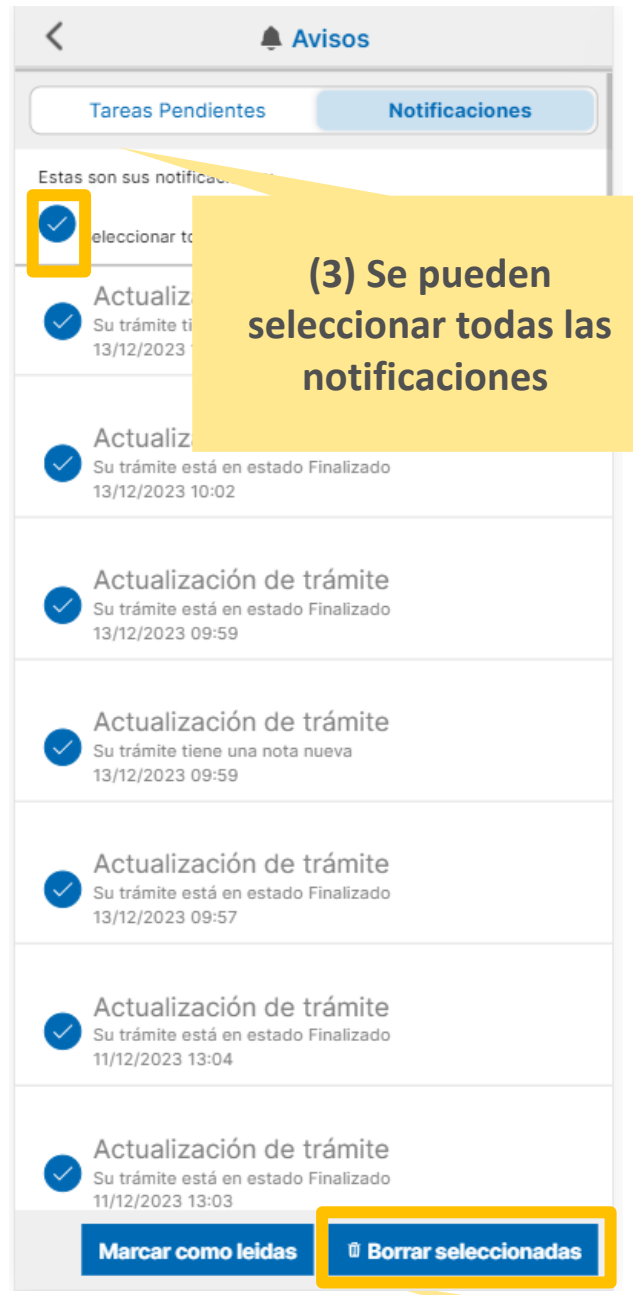 Avisos
Tareas Pendientes
Notificaciones
Estas son sus
eleccionar
(3) Se pueden
seleccionar todas las
notificaciones
Su trámite
13/12/2023
Su trámite está en estado Finalizado
13/12/2023 10:02
Actualización de trámite
Su trámite está en estado Finalizado
13/12/2023 09:59
Actualización de trámite
Su trámite tiene una nota nueva
13/12/2023 09:59
Actualización de trámite
Su trámite está en estado Finalizado
13/12/2023 09:57
Actualización de trámite
Su trámite está en estado Finalizado
11/12/2023 13:04
Actualización de trámite
Su trámite está en estado Finalizado
11/12/2023 13:03
Marcar como leidas
Borrar seleccionadas